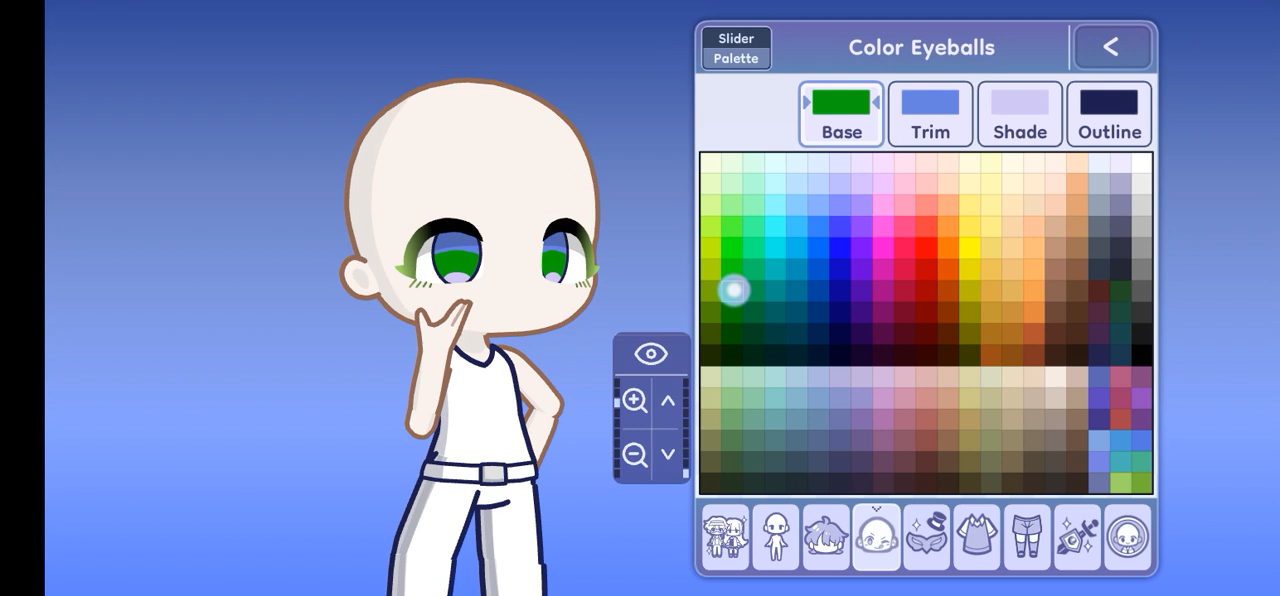 Slider
Palette
Color Eyeballs
Base
Trim
Shade
Outline